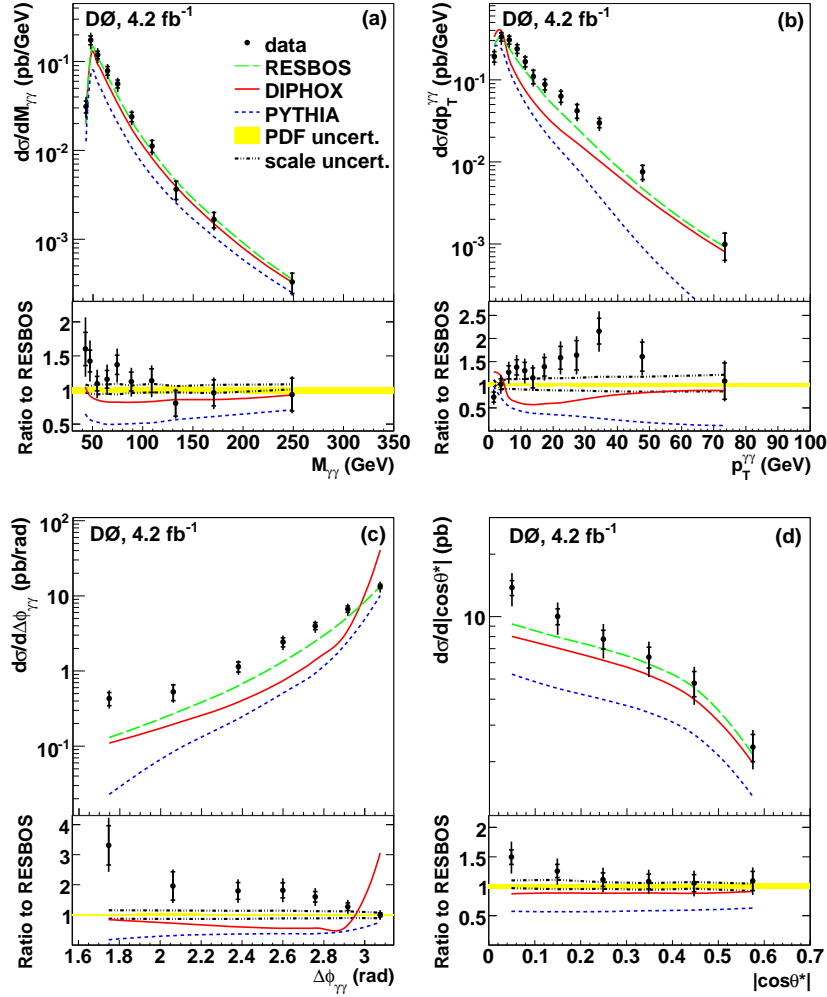 DØ, 4.2 fb⁻¹
(a)
data
RESBOS
DIPHOX
PYTHIA
PDF uncert.
scale uncert.
dσ/dM_γγ (pb/GeV)
10⁻¹
10⁻²
10⁻³
Ratio to RESBOS
2
1.5
1
0.5
50 100 150 200 250 300 350
M_γγ (GeV)
DØ, 4.2 fb⁻¹
(b)
dσ/dp_T^γγ (pb/GeV)
10⁻¹
10⁻²
10⁻³
Ratio to RESBOS
2.5
2
1.5
1
0.5
0 10 20 30 40 50 60 70 80 90 100
p_T^γγ (GeV)
DØ, 4.2 fb⁻¹
(c)
dσ/dΔϕ_γγ (pb/rad)
10²
10
1
10⁻¹
Ratio to RESBOS
4
3
2
1
1.6 1.8 2 2.2 2.4 2.6 2.8 3
Δϕ_γγ (rad)
DØ, 4.2 fb⁻¹
(d)
dσ/d|cosθ*| (pb)
10
Ratio to RESBOS
2
1.5
1
0.5
0 0.1 0.2 0.3 0.4 0.5 0.6 0.7
|cosθ*|